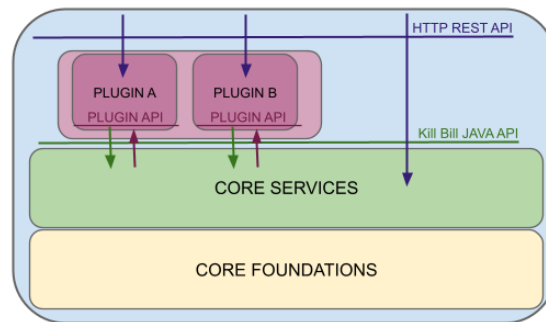 HTTP REST API
PLUGIN A
PLUGIN B
PLUGIN API
PLUGIN API
Kill Bill JAVA API
CORE SERVICES
CORE FOUNDATIONS